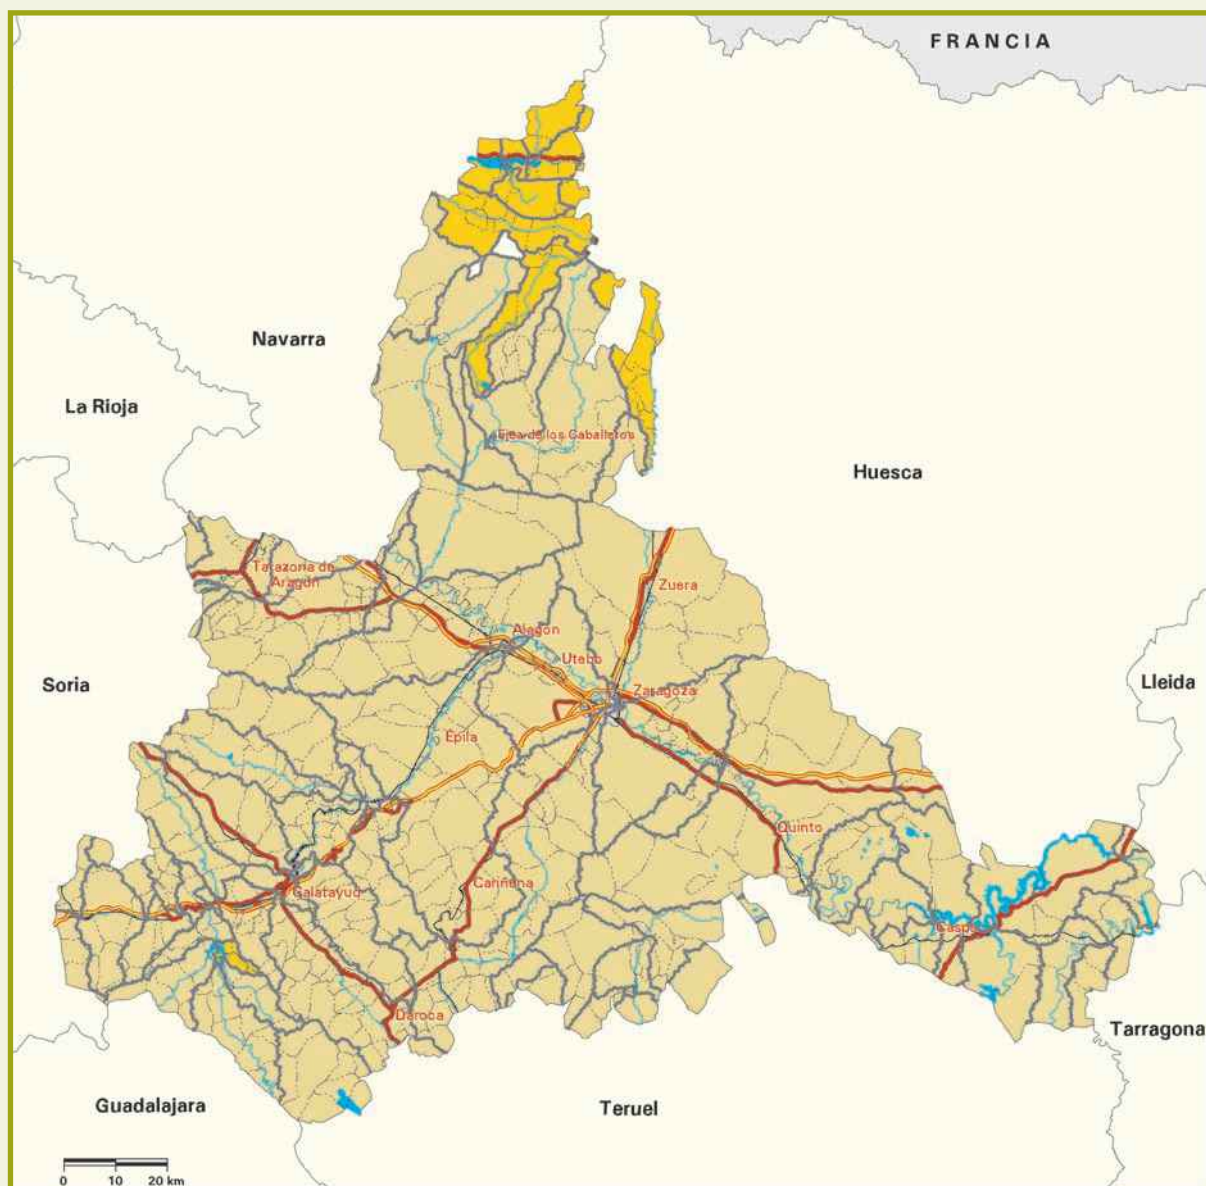 FRANCIA
Navarra
La Rioja
Ejea de los Caballeros
Huesca
Tarazona de
Aragón
Zuera
Alagón
Utebo
Soria
Zaragoza
Lleida
Épila
Quinto
Calatayud
Cariñena
Caspe
Daroca
Tarragona
Guadalajara
Teruel
0 10 20 km